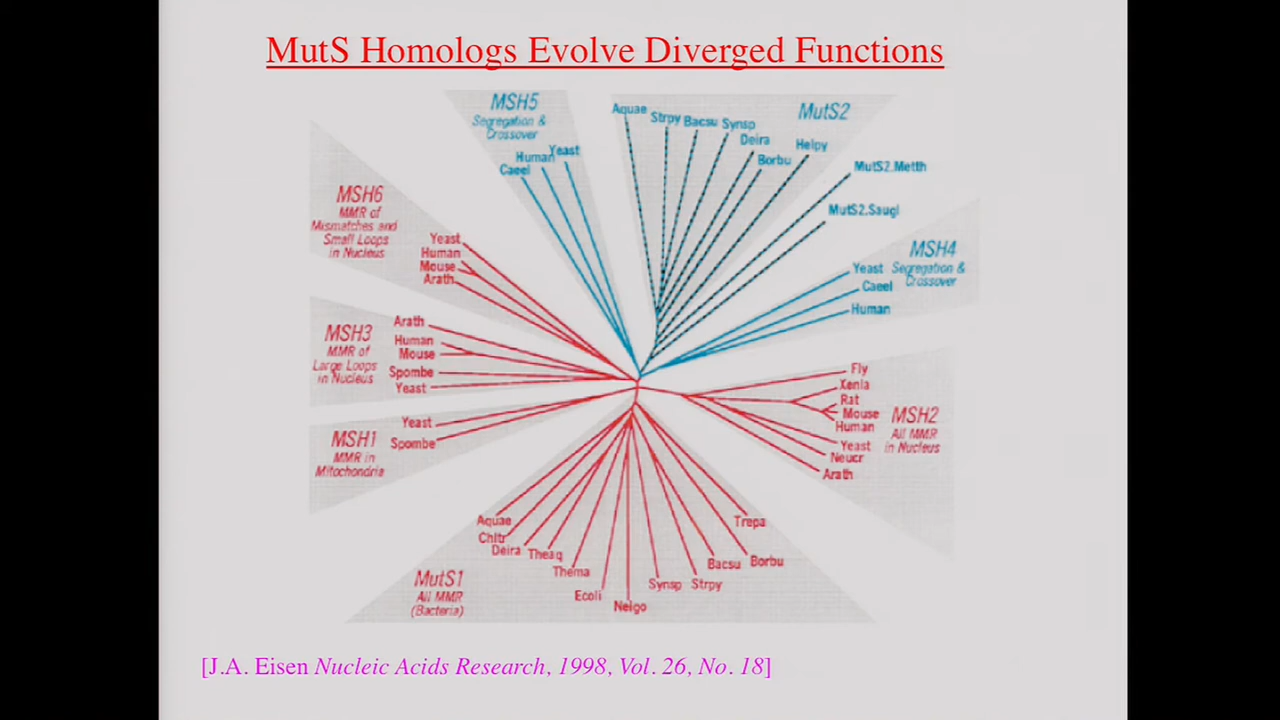 MutS Homologs Evolve Diverged Functions
MSH5
Segregation &
Crossover
Yeast
Human
Caeel
Aquae
Strpy
Bacsu
Synsp
Deira
Borbu
Helpy
MutS2
MutS2.Metth
MutS2.Saugl
MSH6
MMR of
Mismatches and
Small Loops
in Nucleus
Yeast
Human
Mouse
Arath
MSH4
Segregation &
Crossover
Yeast
Caeel
Human
MSH3
MMR of
Large Loops
in Nucleus
Arath
Human
Mouse
Spombe
Yeast
MSH2
All MMR
in Nucleus
Fly
Xenla
Rat
Mouse
Human
Yeast
Neucr
Arath
MSH1
MMR in
Mitochondria
Yeast
Spombe
MutS1
All MMR
(Bacteria)
Aquae
Chltr
Deira
Theaq
Thema
Ecoli
Neigo
Synsp
Strpy
Bacsu
Borbu
Trepa
[J.A. Eisen Nucleic Acids Research, 1998, Vol. 26, No. 18]